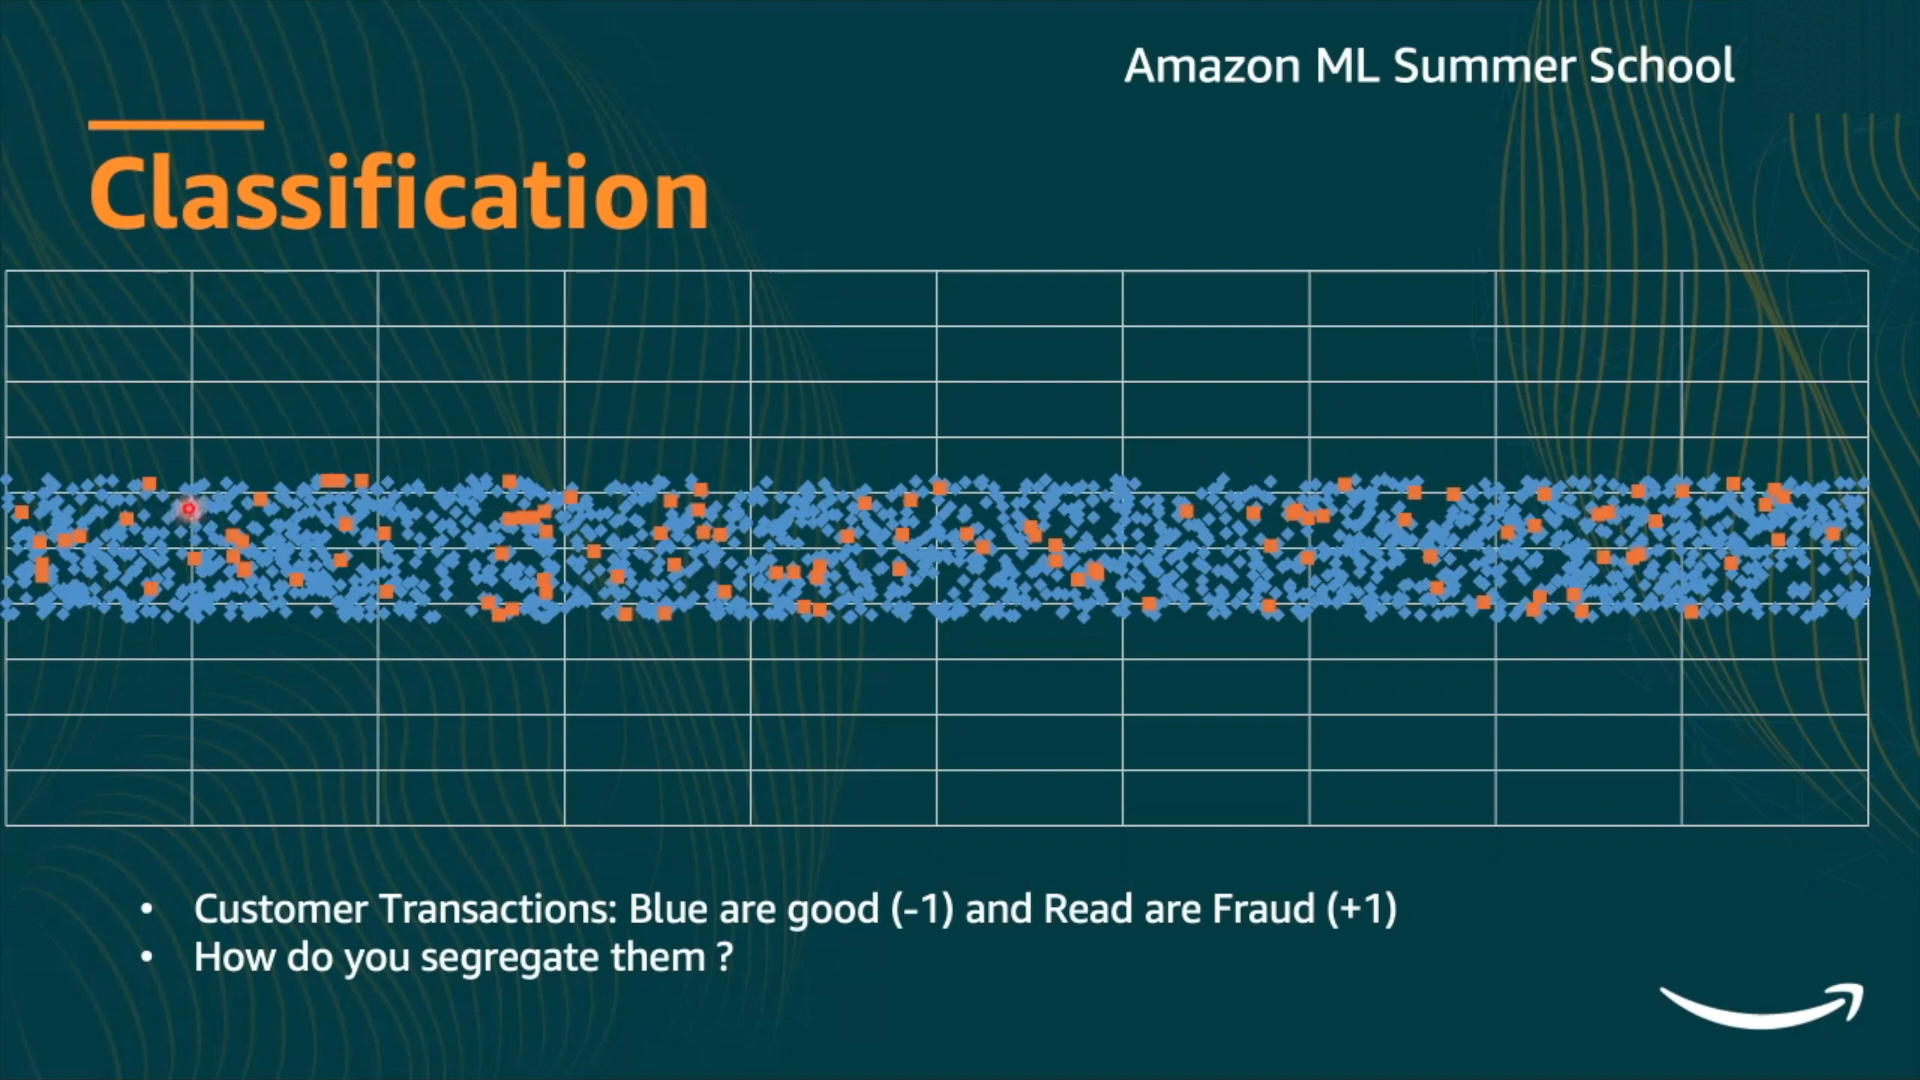 Amazon ML Summer School
Classification
• Customer Transactions: Blue are good (-1) and Read are Fraud (+1)
• How do you segregate them ?